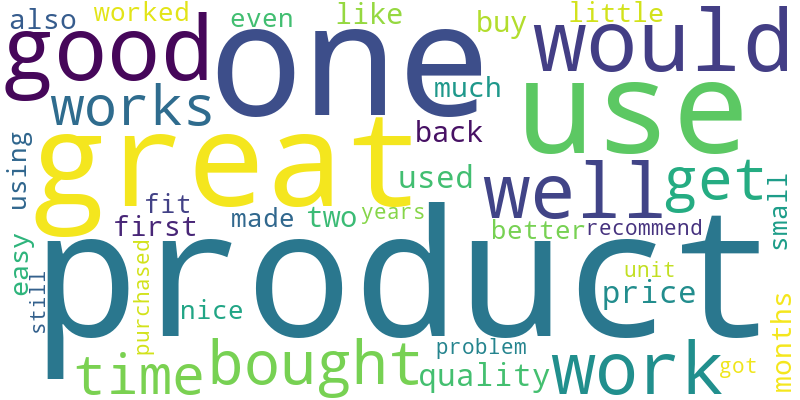 also
worked
even
like
buy
little
good
one
would
works
much
use
great
back
using
used
well
get
small
fit
first
made
two
years
better
recommend
easy
still
product
purchased
nice
unit
price
months
time
bought
problem
quality
work
got